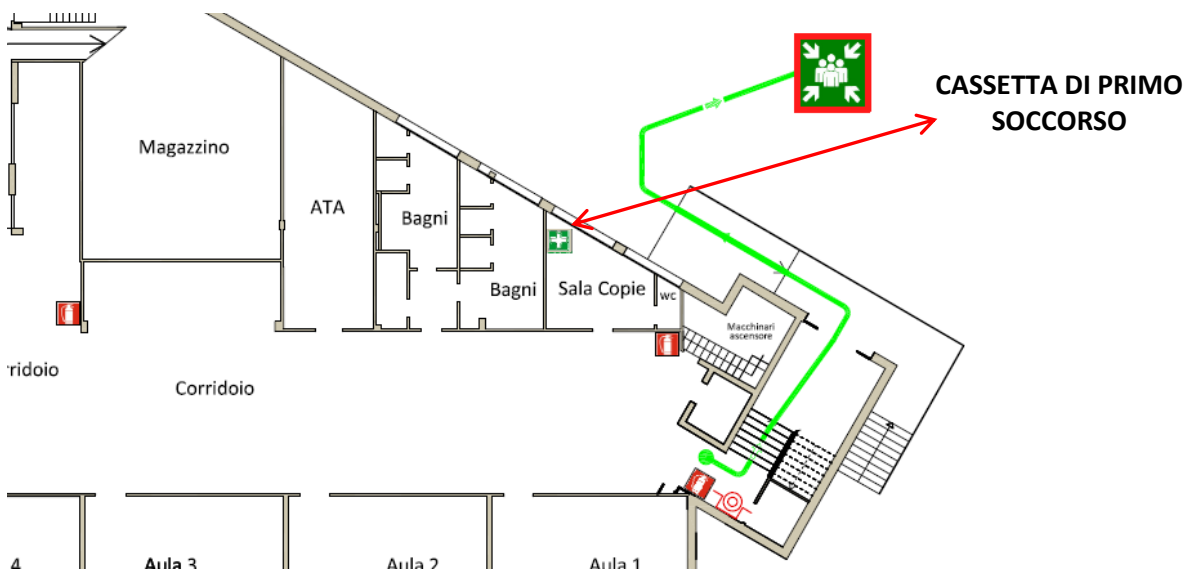 CASSETTA DI PRIMO
SOCCORSO
Magazzino
ATA
Bagni
Bagni
Sala Copie
wc
Macchinari
ascensore
rridoio
Corridoio
4
Aula 3
Aula 2
Aula 1